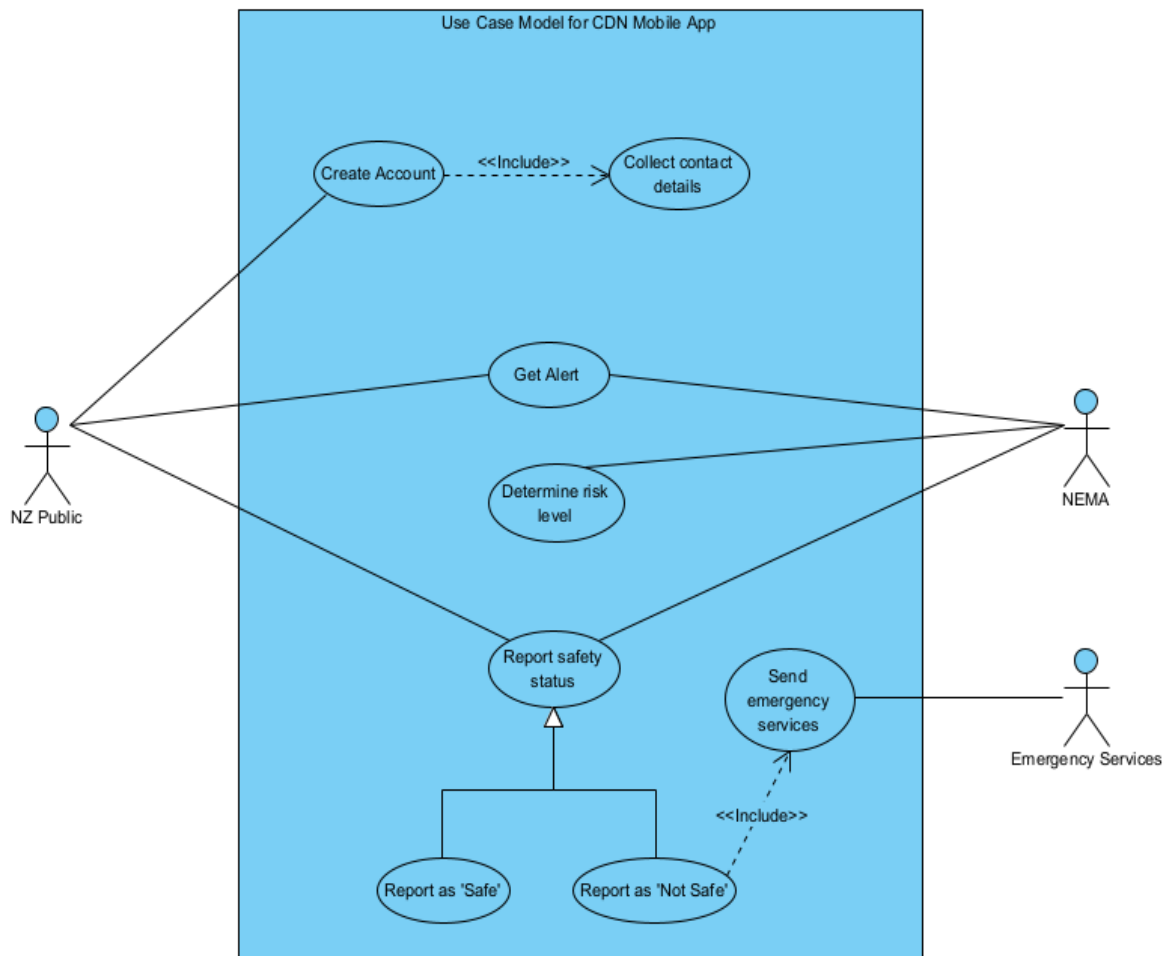 Use Case Model for CDN Mobile App
Create Account
<<Include>>
Collect contact
details
Get Alert
NZ Public
Determine risk
level
NEMA
Report safety
status
Send
emergency
services
Emergency Services
<<Include>>
Report as 'Safe'
Report as 'Not Safe'